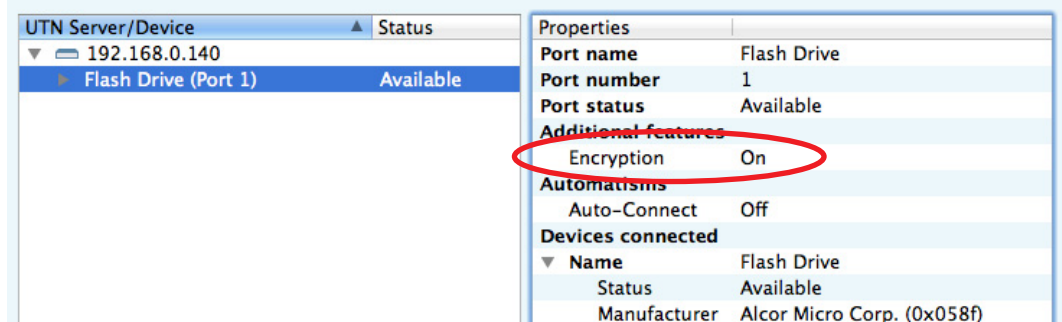 UTN Server/Device Status
192.168.0.140
Flash Drive (Port 1) Available
Properties
Port name Flash Drive
Port number 1
Port status Available
Additional features
Encryption On
Automatisms
Auto-Connect Off
Devices connected
Name Flash Drive
Status Available
Manufacturer Alcor Micro Corp. (0x058f)